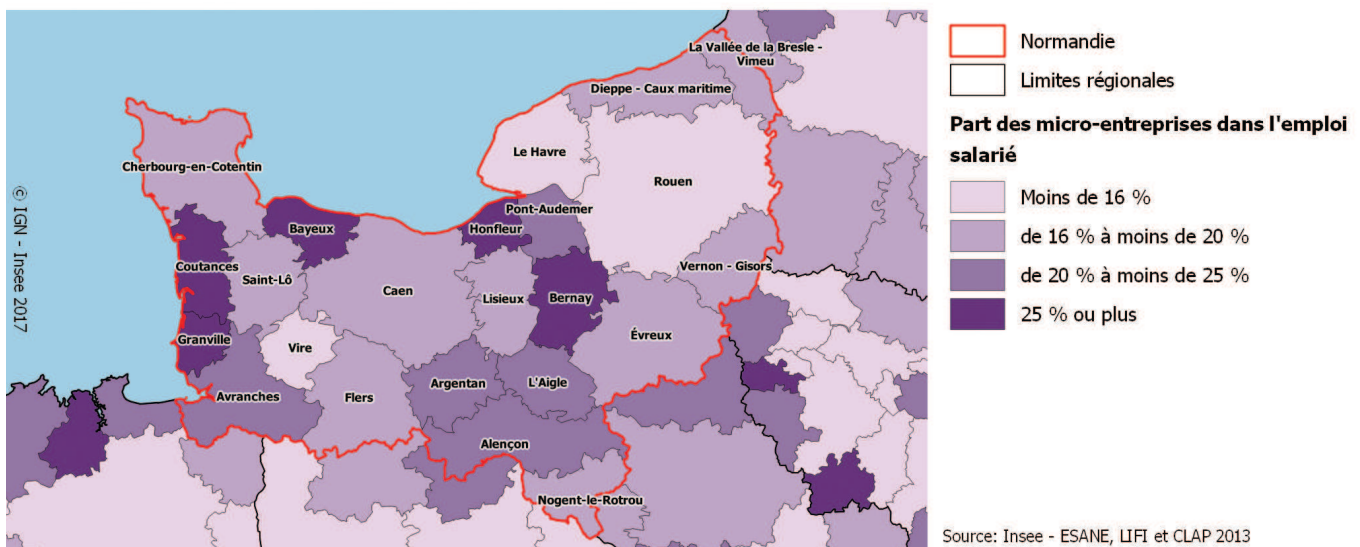 La Vallée de la Bresle -
Vimeu
Dieppe - Caux maritime
Cherbourg-en-Cotentin
Le Havre
Rouen
Pont-Audemer
Bayeux
Honfleur
Coutances
Saint-Lô
Caen
Lisieux
Bernay
Vernon - Gisors
Évreux
Granville
Vire
Avranches
Flers
Argentan
L'Aigle
Alençon
Nogent-le-Rotrou
© IGN - Insee 2017
Normandie
Limites régionales
Part des micro-entreprises dans l'emploi
salarié
Moins de 16 %
de 16 % à moins de 20 %
de 20 % à moins de 25 %
25 % ou plus
Source: Insee - ESANE, LIFI et CLAP 2013